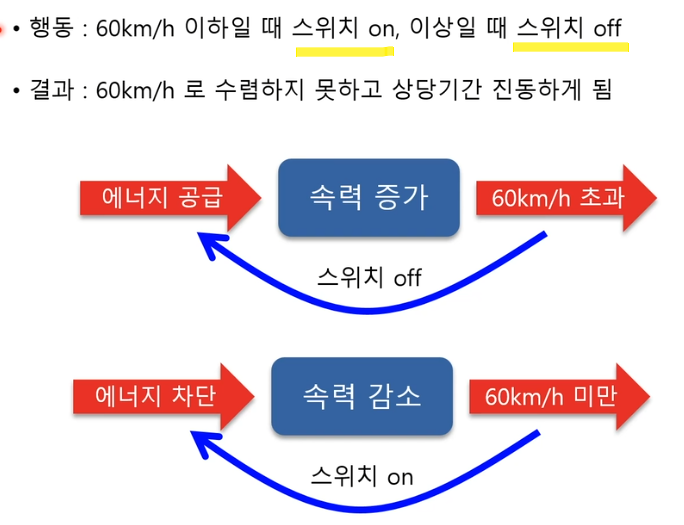 • 행동 : 60km/h 이하일 때 스위치 on, 이상일 때 스위치 off
• 결과 : 60km/h 로 수렴하지 못하고 상당기간 진동하게 됨
에너지 공급 속력 증가 60km/h 초과
스위치 off
에너지 차단 속력 감소 60km/h 미만
스위치 on